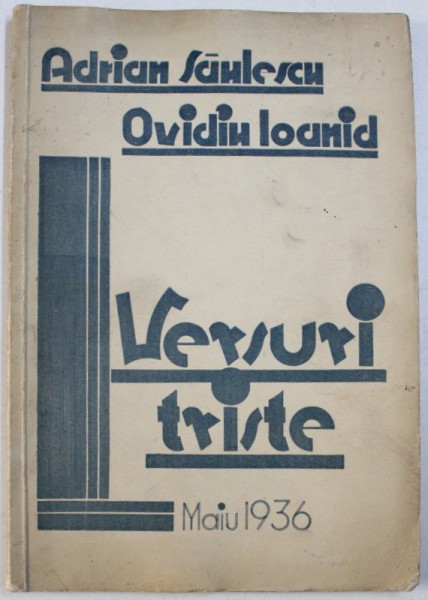 Adrian Săulescu
Ovidiu Ioanid
Versuri
triste
Maiu 1936